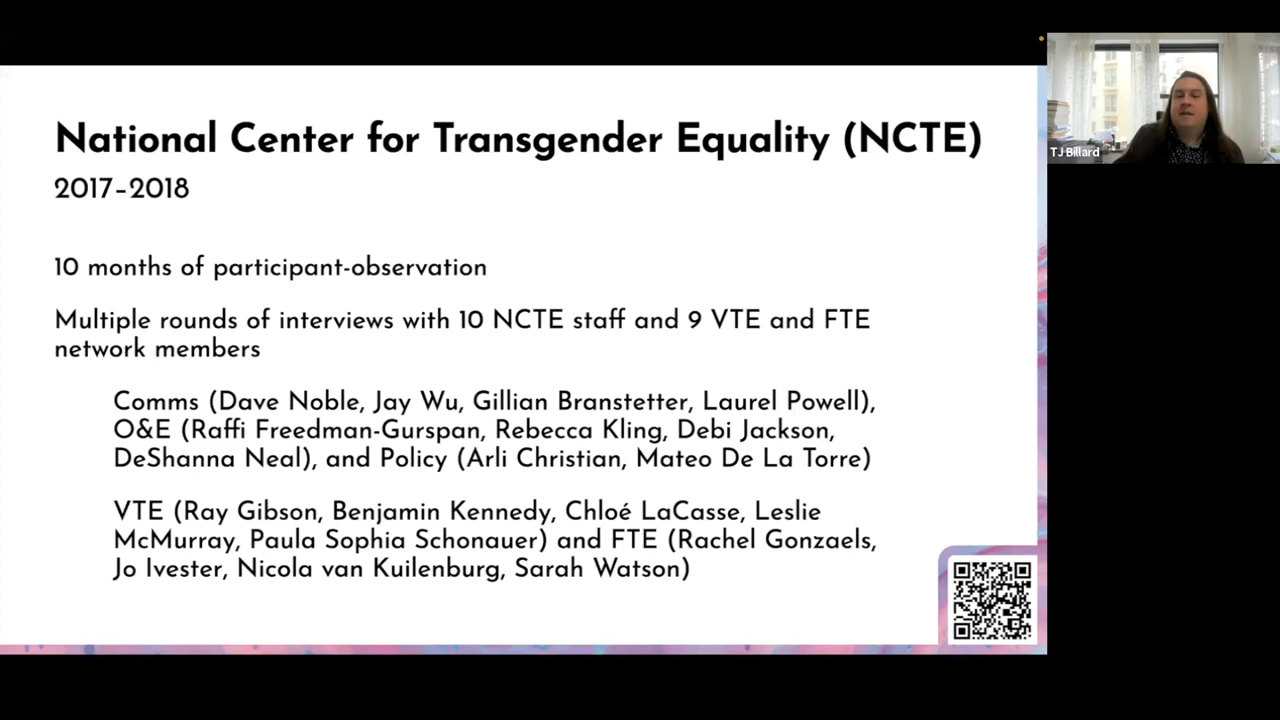 National Center for Transgender Equality (NCTE)
2017–2018
10 months of participant-observation
Multiple rounds of interviews with 10 NCTE staff and 9 VTE and FTE
network members
Comms (Dave Noble, Jay Wu, Gillian Branstetter, Laurel Powell),
O&E (Raffi Freedman-Gurspan, Rebecca Kling, Debi Jackson,
DeShanna Neal), and Policy (Arli Christian, Mateo De La Torre)
VTE (Ray Gibson, Benjamin Kennedy, Chloé LaCasse, Leslie
McMurray, Paula Sophia Schonauer) and FTE (Rachel Gonzaels,
Jo Ivester, Nicola van Kuilenburg, Sarah Watson)
TJ Billard